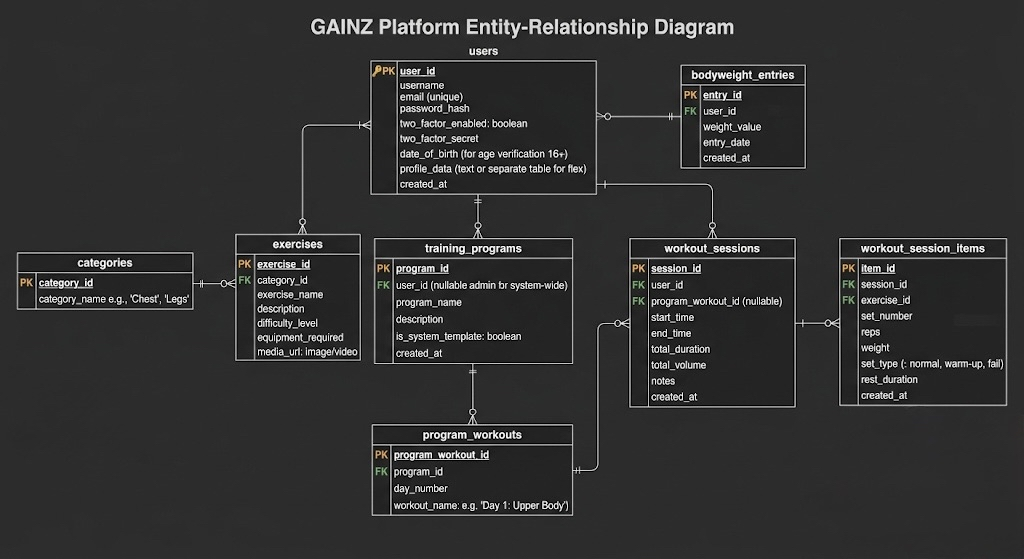 GAINZ Platform Entity-Relationship Diagram
users
PK user_id
username
email (unique)
password_hash
two_factor_enabled: boolean
two_factor_secret
date_of_birth (for age verification 16+)
profile_data (text or separate table for flex)
created_at
bodyweight_entries
PK entry_id
FK user_id
weight_value
entry_date
created_at
categories
PK category_id
category_name e.g., 'Chest', 'Legs'
exercises
PK exercise_id
FK category_id
exercise_name
description
difficulty_level
equipment_required
media_url: image/video
training_programs
PK program_id
FK user_id (nullable admin br system-wide)
program_name
description
is_system_template: boolean
created_at
workout_sessions
PK session_id
FK user_id
FK program_workout_id (nullable)
start_time
end_time
total_duration
total_volume
notes
created_at
workout_session_items
PK item_id
FK session_id
FK exercise_id
set_number
reps
weight
set_type (: normal, warm-up, fail)
rest_duration
created_at
program_workouts
PK program_workout_id
FK program_id
day_number
workout_name: e.g. 'Day 1: Upper Body')